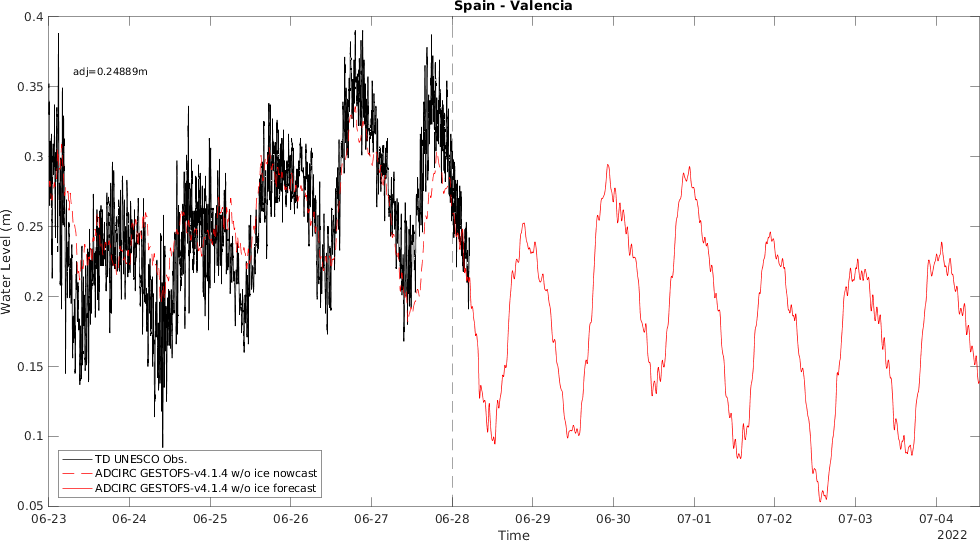 Spain - Valencia
adj=0.24889m
0.4
0.35
0.3
0.25
0.2
0.15
0.1
0.05
Water Level (m)
TD UNESCO Obs.
ADCIRC GESTOFS-v4.1.4 w/o ice nowcast
ADCIRC GESTOFS-v4.1.4 w/o ice forecast
06-23 06-24 06-25 06-26 06-27 06-28 06-29 06-30 07-01 07-02 07-03 07-04
Time
2022